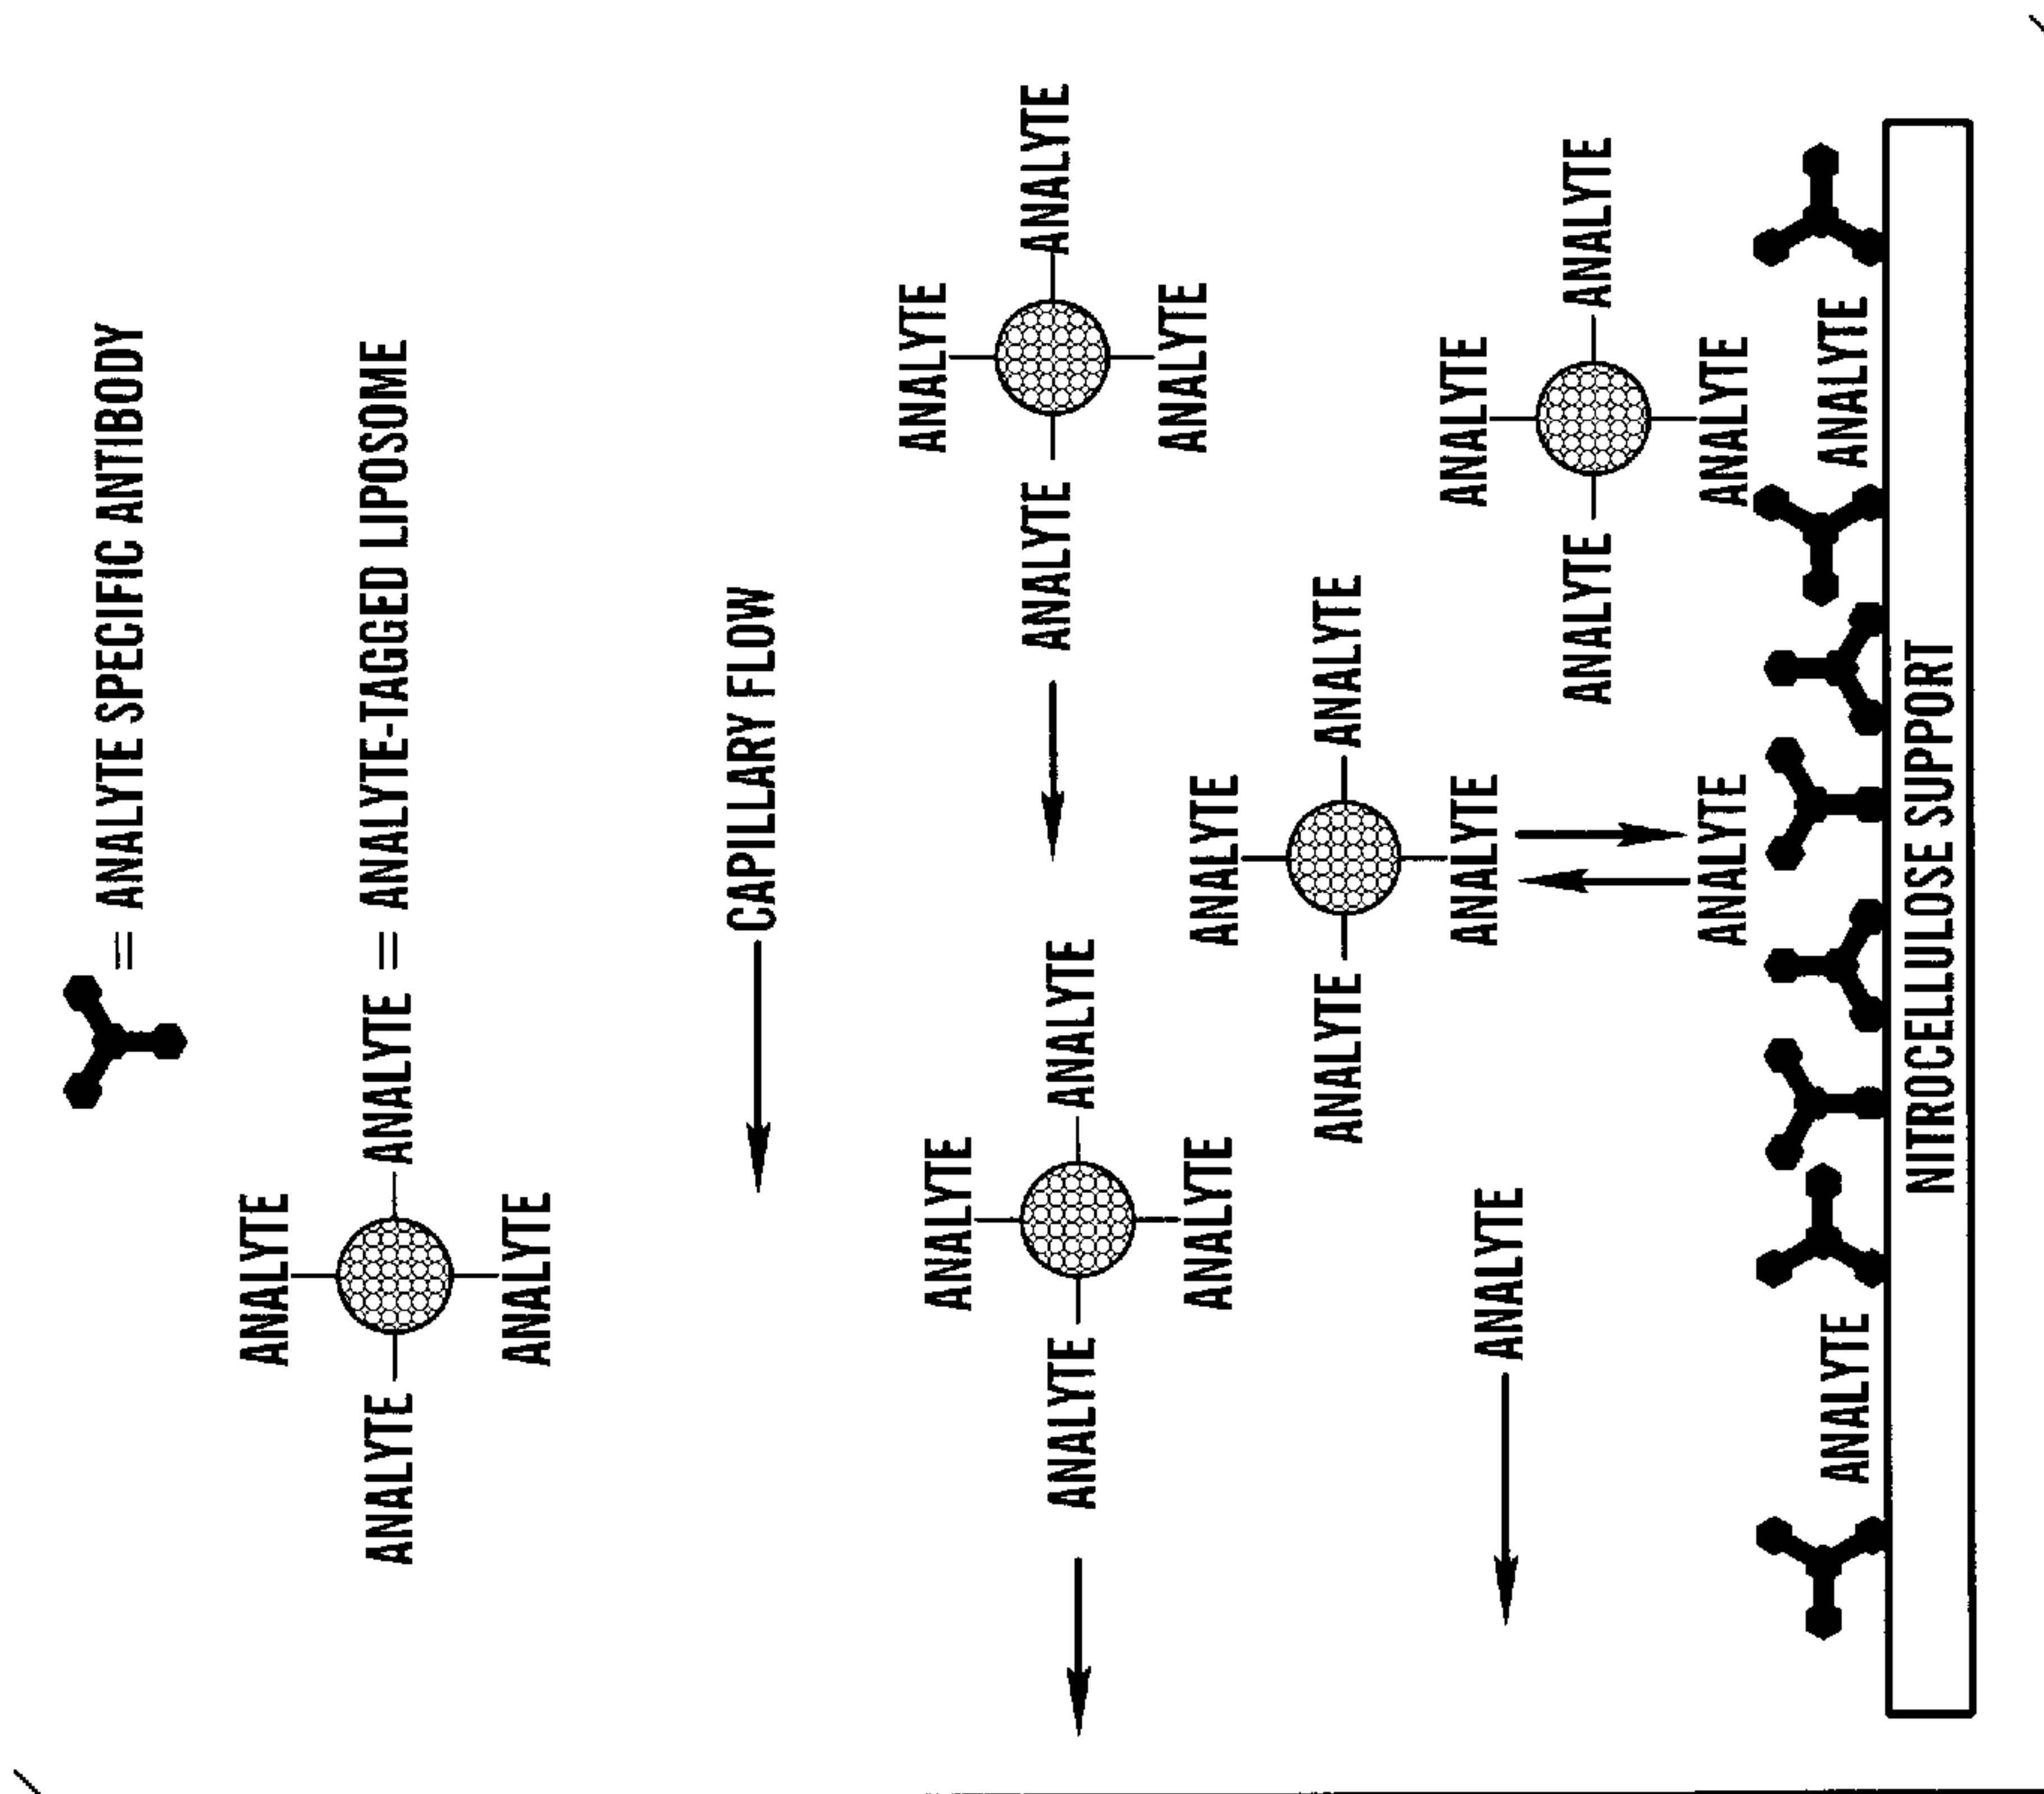 = ANALYTE SPECIFIC ANTIBODY
ANALYTE
ANALYTE ANALYTE = ANALYTE-TAGGED LIPOSOME
ANALYTE
CAPILLARY FLOW
ANALYTE ANALYTE
ANALYTE ANALYTE ANALYTE ANALYTE
ANALYTE ANALYTE
ANALYTE
ANALYTE ANALYTE
ANALYTE ANALYTE ANALYTE
ANALYTE ANALYTE
ANALYTE ANALYTE
ANALYTE ANALYTE
NITROCELLULOSE SUPPORT